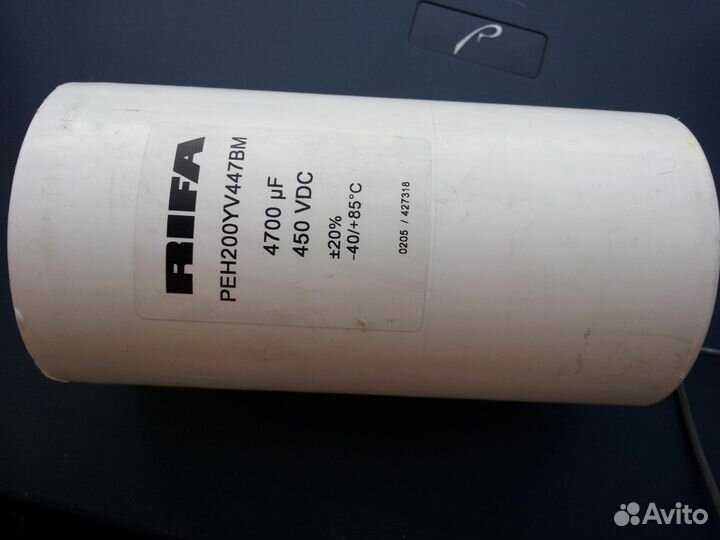 RIFA
PEH200YV447BM
4700 µF
450 VDC
±20%
-40/+85°C
0205 / 427318
Avito